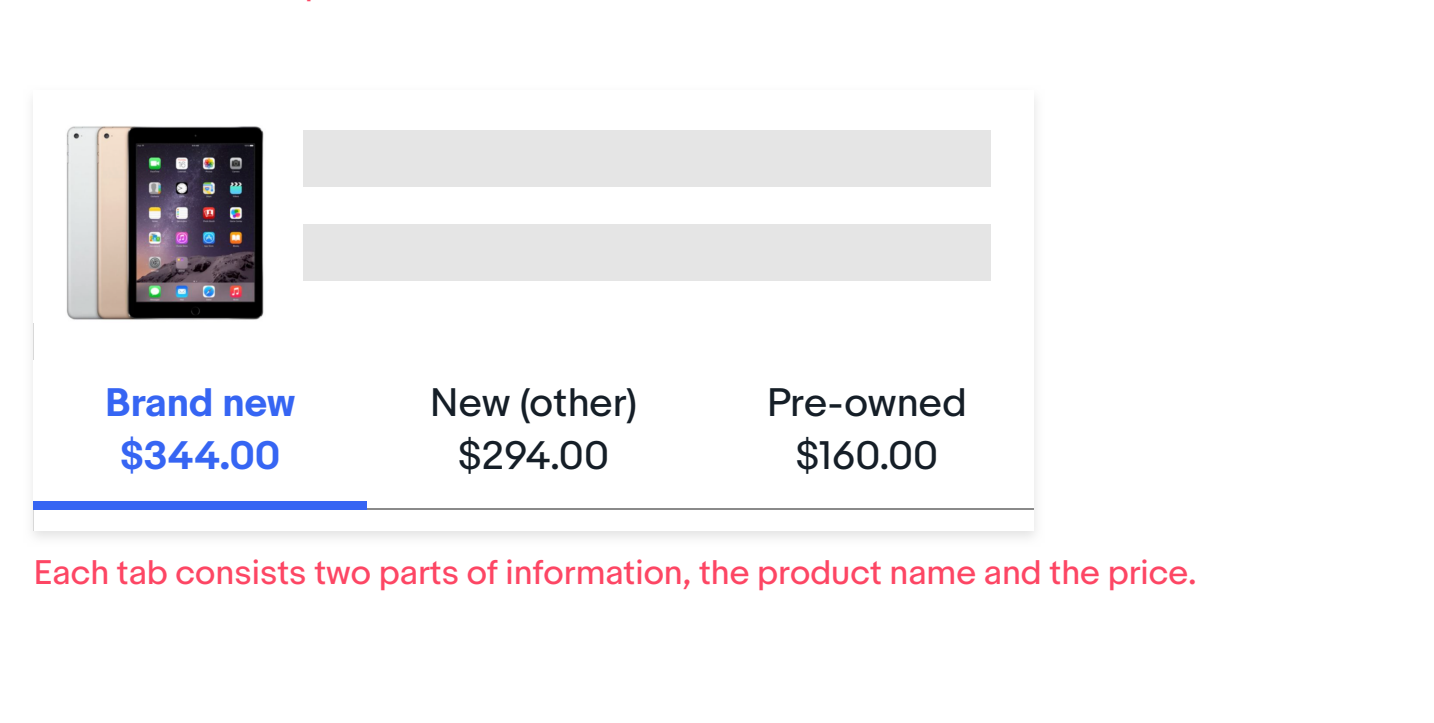 Brand new
$344.00
New (other)
$294.00
Pre-owned
$160.00
Each tab consists two parts of information, the product name and the price.